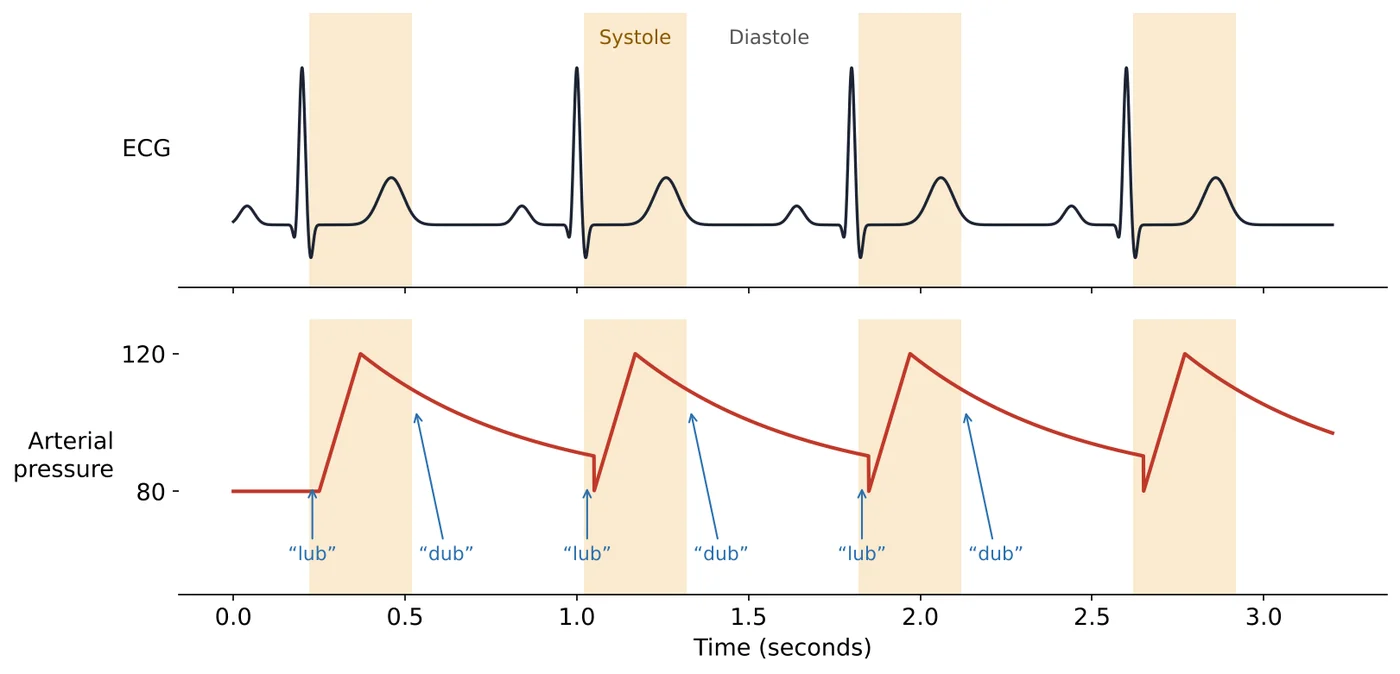 Systole
Diastole
ECG
120
Arterial
pressure
80
“lub”
“dub”
“lub”
“dub”
“lub”
“dub”
0.0
0.5
1.0
1.5
2.0
2.5
3.0
Time (seconds)